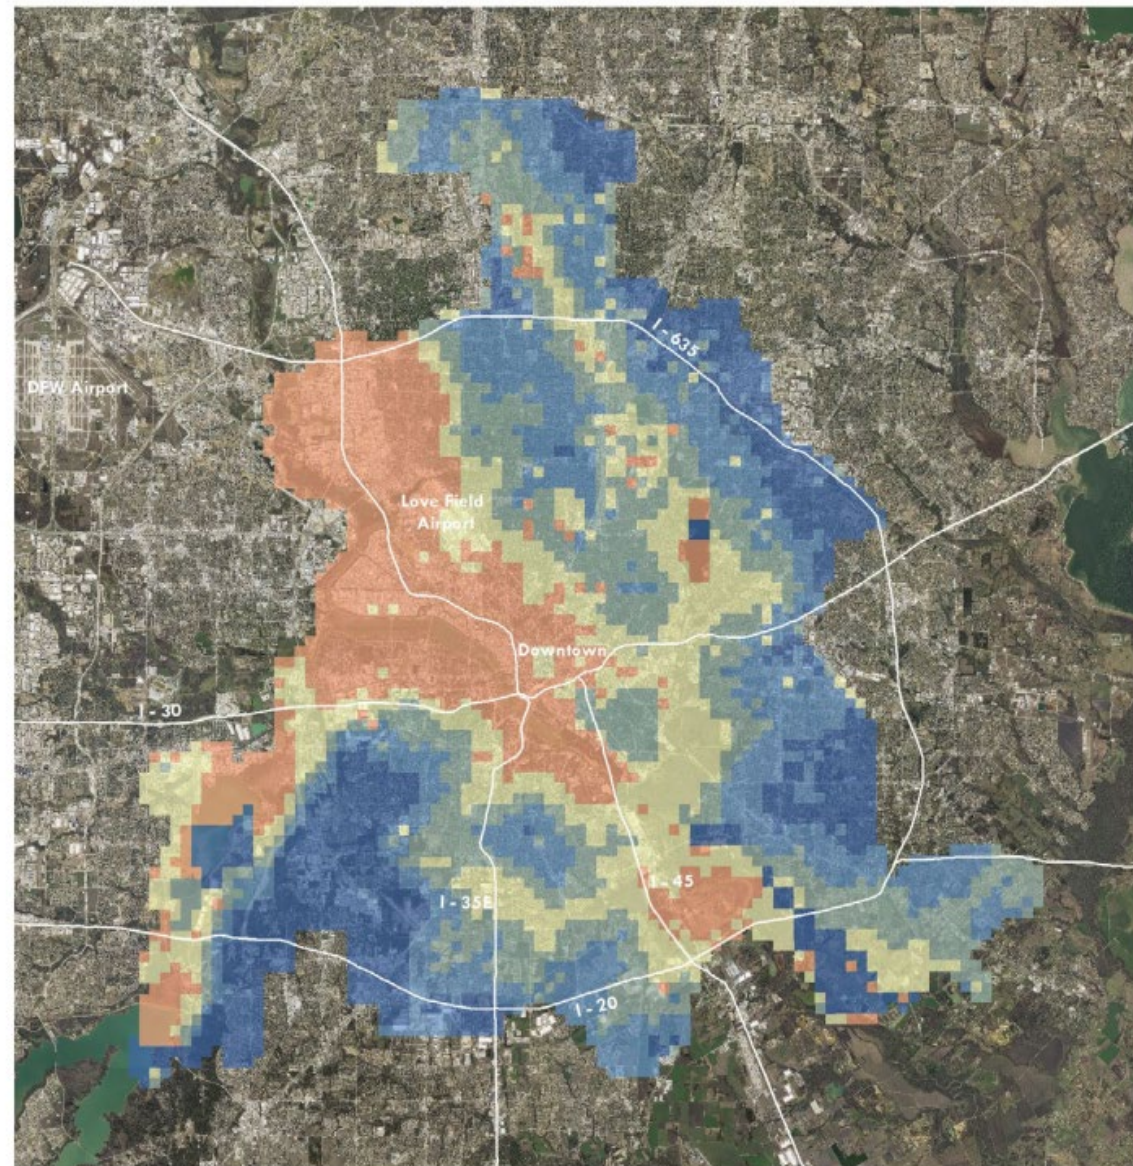 I - 635
DFW Airport
Love Field
Airport
Downtown
I - 30
I - 45
I - 35E
I - 20